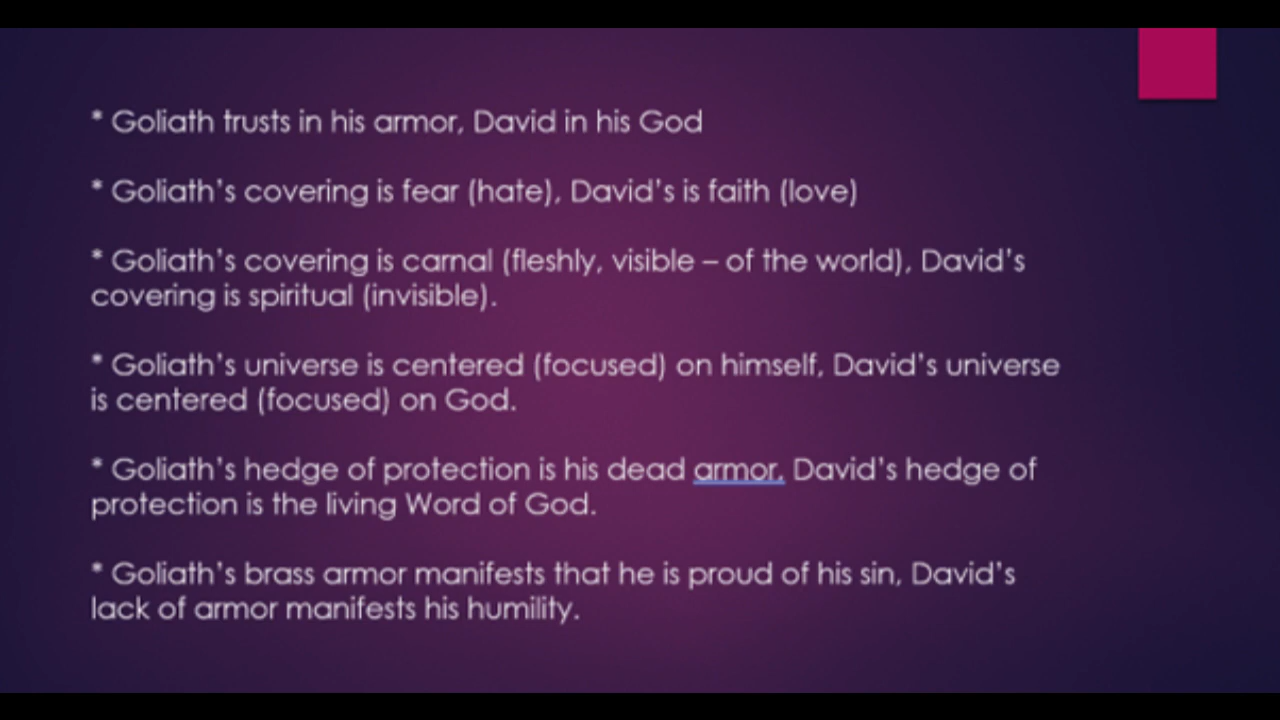 * Goliath trusts in his armor, David in his God
* Goliath’s covering is fear (hate), David’s is faith (love)
* Goliath’s covering is carnal (fleshly, visible – of the world), David’s
covering is spiritual (invisible).
* Goliath’s universe is centered (focused) on himself, David’s universe
is centered (focused) on God.
* Goliath’s hedge of protection is his dead armor, David’s hedge of
protection is the living Word of God.
* Goliath’s brass armor manifests that he is proud of his sin, David’s
lack of armor manifests his humility.